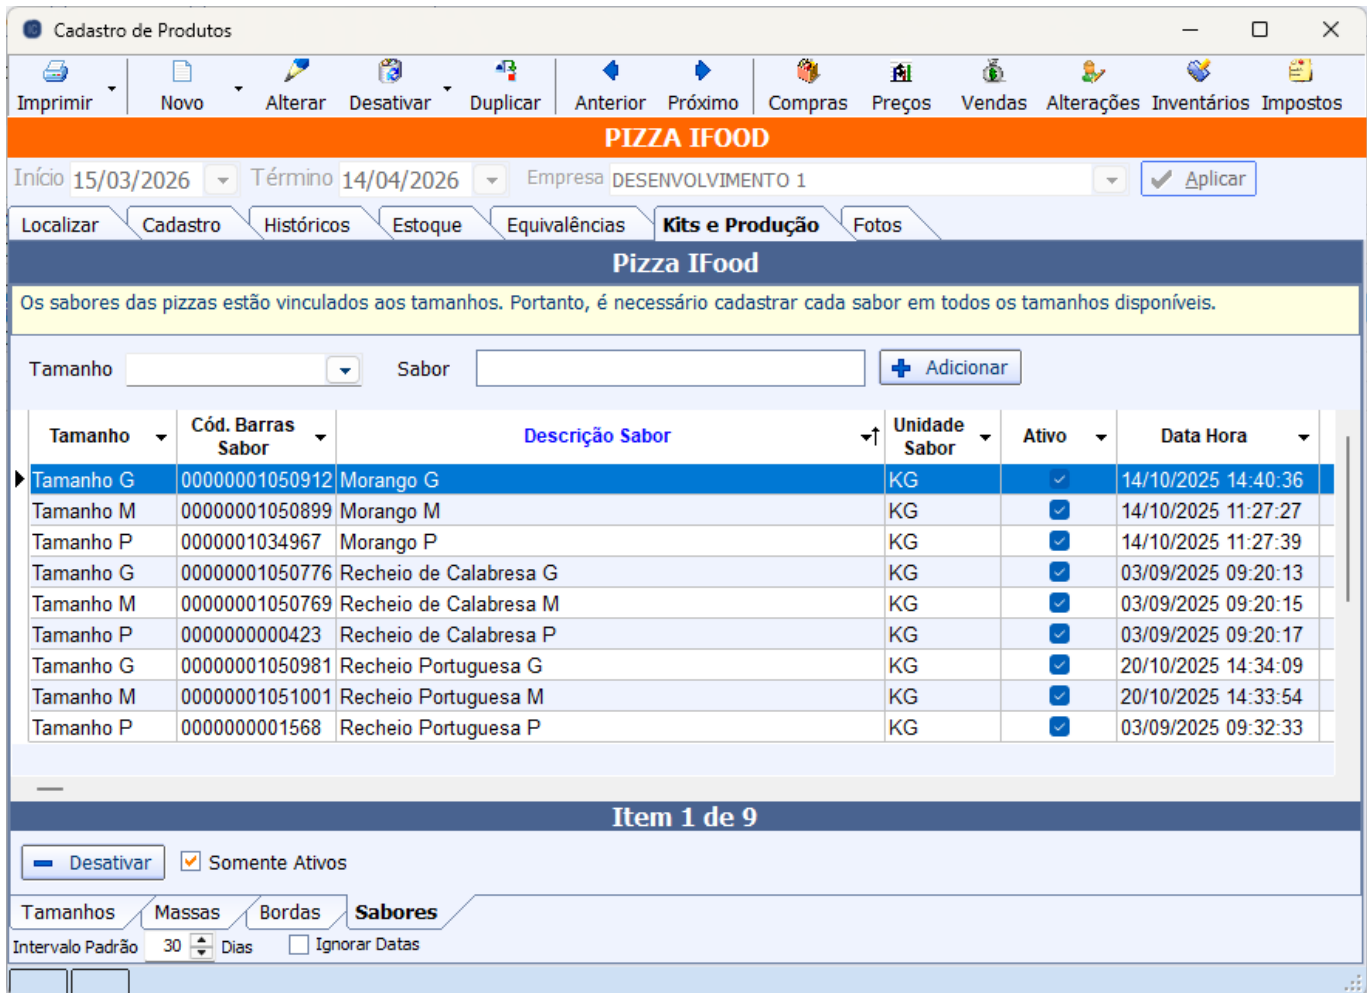 Cadastro de Produtos
Imprimir Novo Alterar Desativar Duplicar Anterior Próximo Compras Preços Vendas Alterações Inventários Impostos
PIZZA IFOOD
Início 15/03/2026 Término 14/04/2026 Empresa DESENVOLVIMENTO 1 Aplicar
Localizar Cadastro Históricos Estoque Equivalências Kits e Produção Fotos
Pizza IFood
Os sabores das pizzas estão vinculados aos tamanhos. Portanto, é necessário cadastrar cada sabor em todos os tamanhos disponíveis.
Tamanho Sabor Adicionar
Tamanho Cód. Barras Sabor Descrição Sabor Unidade Sabor Ativo Data Hora
Tamanho G 00000001050912 Morango G KG 14/10/2025 14:40:36
Tamanho M 00000001050899 Morango M KG 14/10/2025 11:27:27
Tamanho P 0000001034967 Morango P KG 14/10/2025 11:27:39
Tamanho G 00000001050776 Recheio de Calabresa G KG 03/09/2025 09:20:13
Tamanho M 00000001050769 Recheio de Calabresa M KG 03/09/2025 09:20:15
Tamanho P 0000000000423 Recheio de Calabresa P KG 03/09/2025 09:20:17
Tamanho G 00000001050981 Recheio Portuguesa G KG 20/10/2025 14:34:09
Tamanho M 00000001051001 Recheio Portuguesa M KG 20/10/2025 14:33:54
Tamanho P 0000000001568 Recheio Portuguesa P KG 03/09/2025 09:32:33
Item 1 de 9
Desativar Somente Ativos
Tamanhos Massas Bordas Sabores
Intervalo Padrão 30 Dias Ignorar Datas